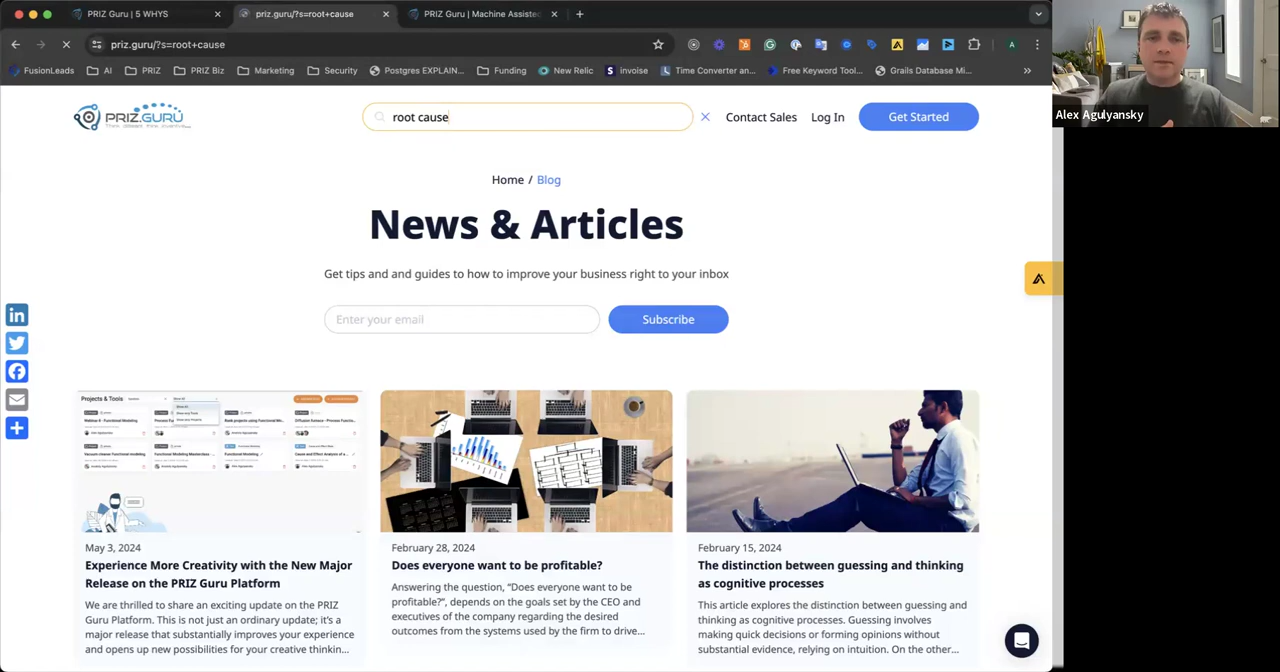 PRIZ Guru | 5 WHYS
priz.guru/?s=root+cause
PRIZ Guru | Machine Assiste
priz.guru/?s=root+cause
A
FusionLeads
AI
PRIZ
PRIZ Biz
Marketing
Security
Postgres EXPLAIN...
Funding
New Relic
invoise
Time Converter an...
Free Keyword Tool...
Grails Database Mi...
»
Alex Agulyansky
PRIZ.GURU
root cause
Contact Sales
Log In
Get Started
Home / Blog
News & Articles
Get tips and and guides to how to improve your business right to your inbox
Enter your email
Subscribe
Projects & Tools
May 3, 2024
Experience More Creativity with the New Major
Release on the PRIZ Guru Platform
We are thrilled to share an exciting update on the PRIZ
Guru Platform. This is not just an ordinary update; it's a
major release that substantially improves your experience
and opens up new possibilities for your creative thinkin...
February 28, 2024
Does everyone want to be profitable?
Answering the question, "Does everyone want to be
profitable?", depends on the goals set by the CEO and
executives of the company regarding the desired
outcomes from the systems used by the firm to drive...
February 15, 2024
The distinction between guessing and thinking
as cognitive processes
This article explores the distinction between guessing and
thinking as cognitive processes. Guessing involves
making quick decisions or forming opinions without
substantial evidence, relying on intuition. On the other...